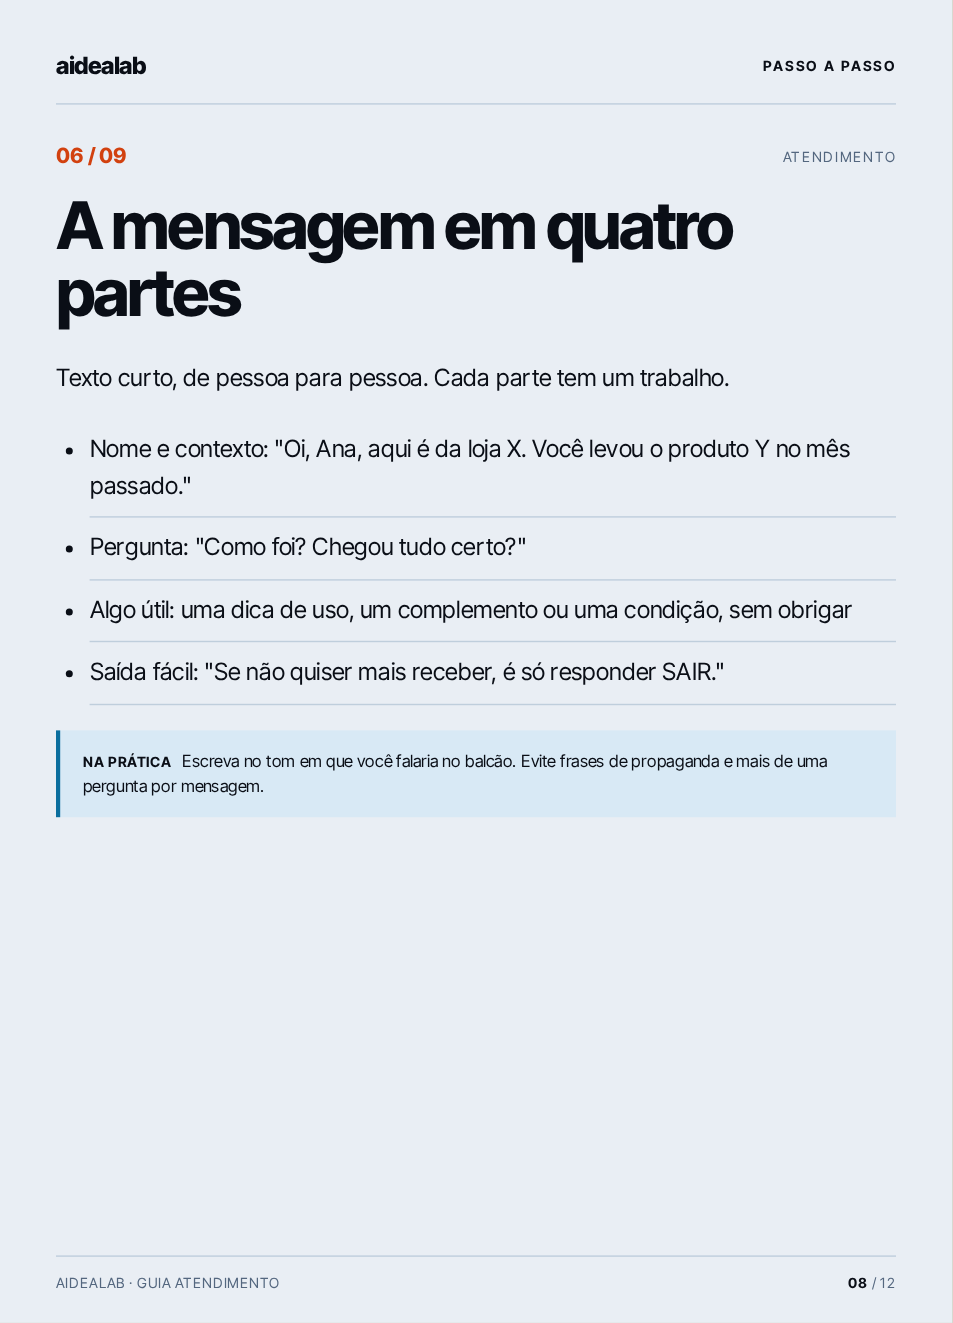 aidealab
PASSO A PASSO
06 / 09
ATENDIMENTO
A mensagem em quatro
partes
Texto curto, de pessoa para pessoa. Cada parte tem um trabalho.
• Nome e contexto: "Oi, Ana, aqui é da loja X. Você levou o produto Y no mês
passado."
• Pergunta: "Como foi? Chegou tudo certo?"
• Algo útil: uma dica de uso, um complemento ou uma condição, sem obrigar
• Saída fácil: "Se não quiser mais receber, é só responder SAIR."
NA PRÁTICA Escreva no tom em que você falaria no balcão. Evite frases de propaganda e mais de uma
pergunta por mensagem.
AIDEALAB · GUIA ATENDIMENTO
08 / 12